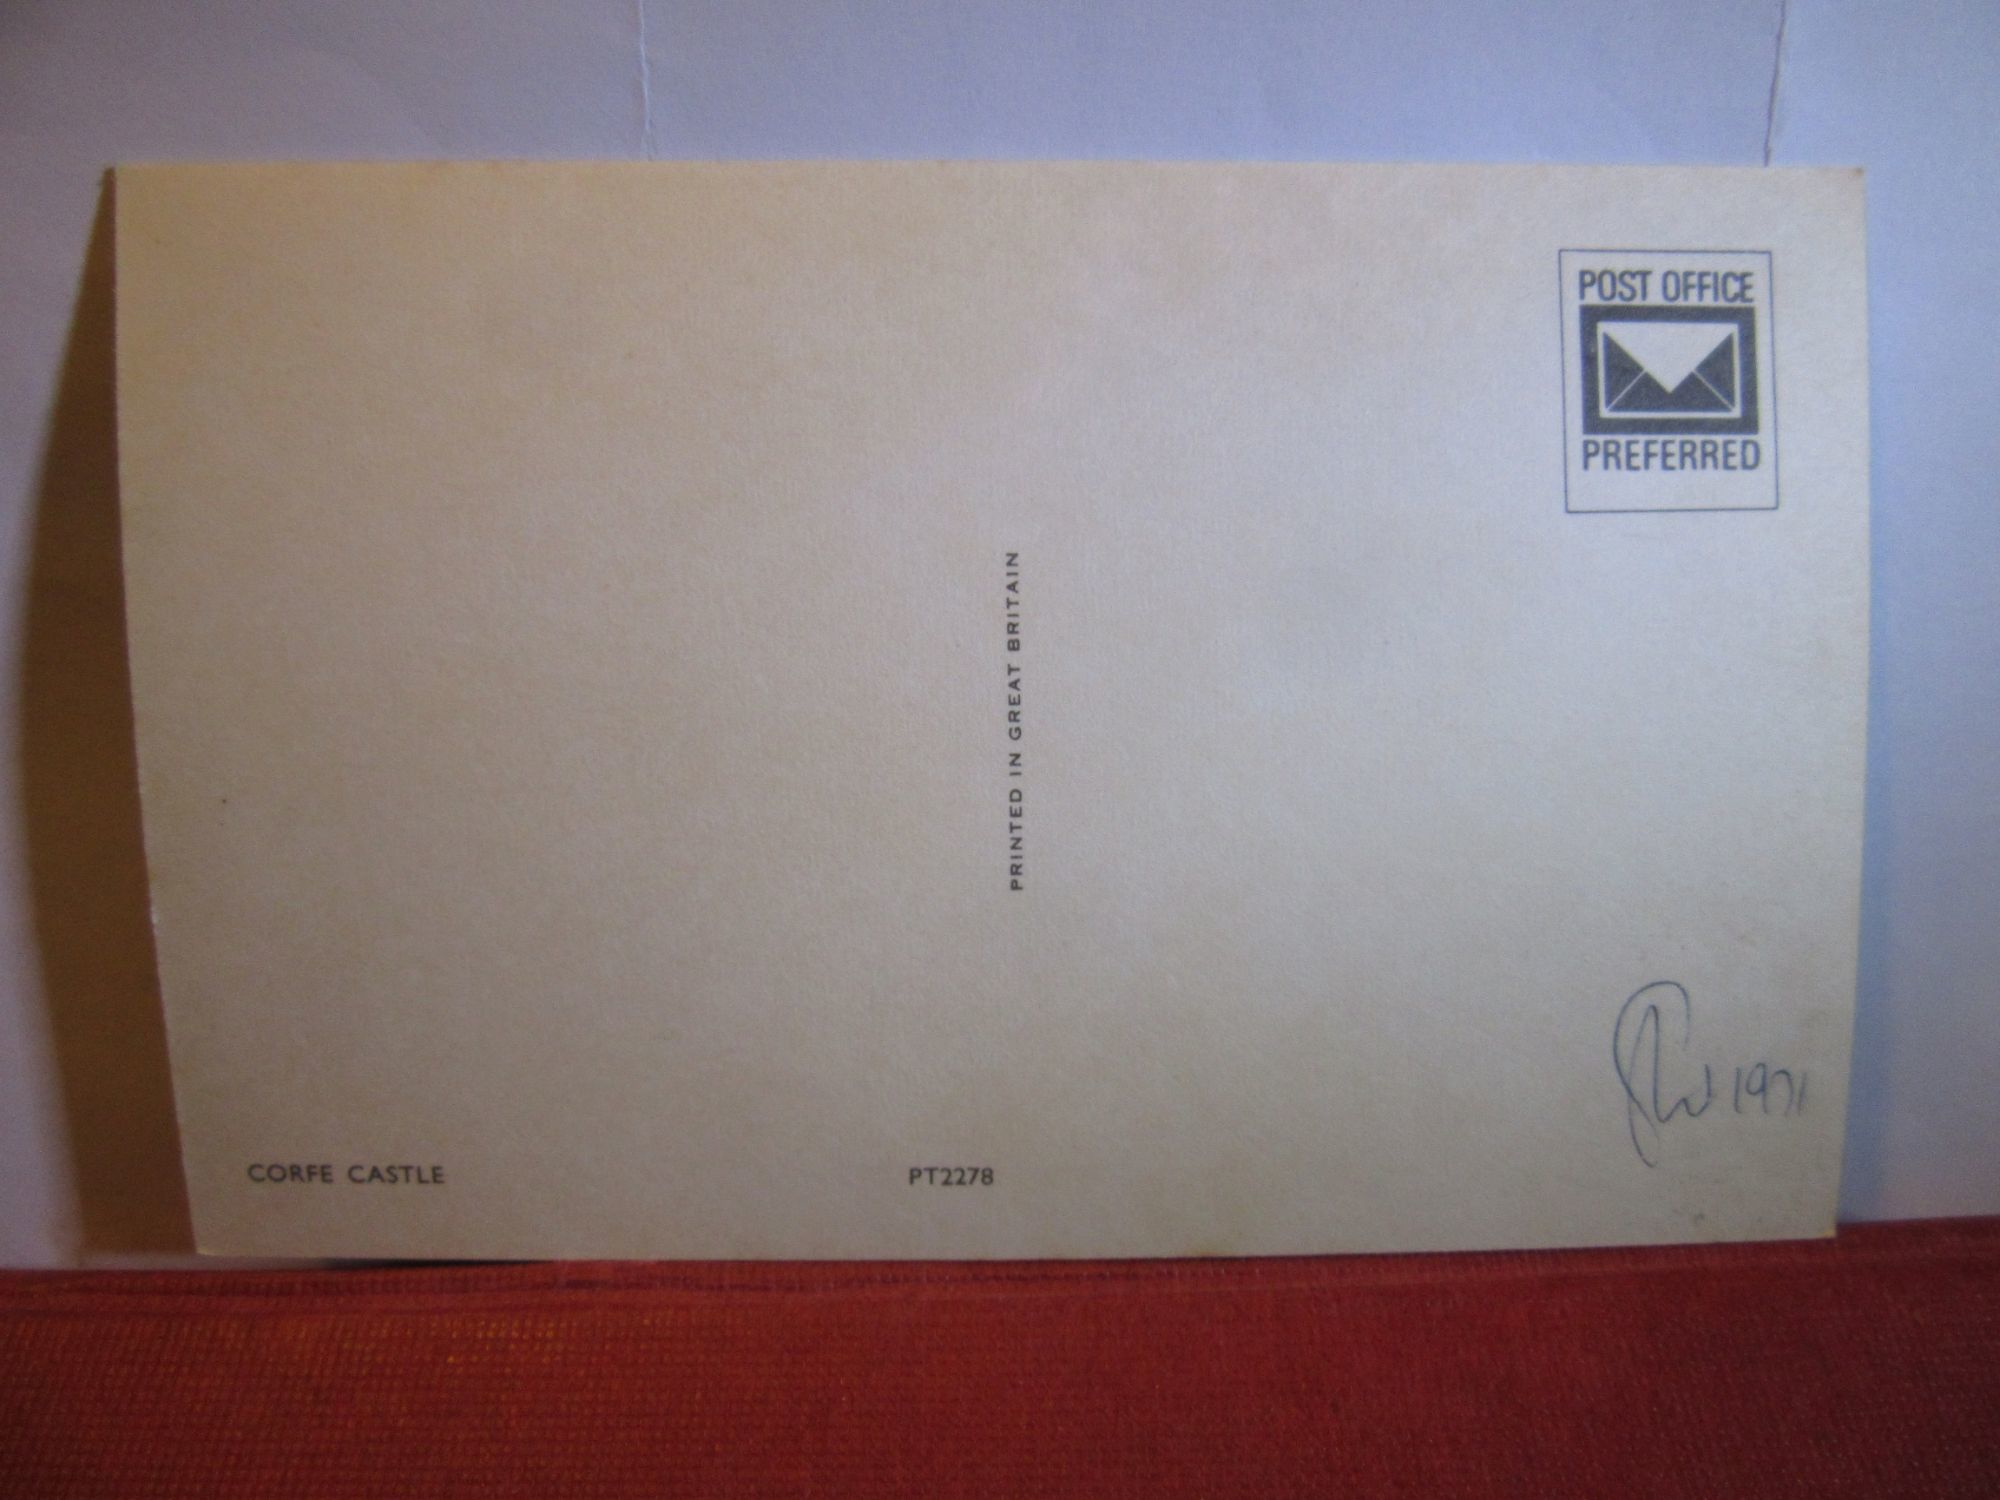 POST OFFICE
PREFERRED
PRINTED IN GREAT BRITAIN
1971
CORFE CASTLE
PT2278